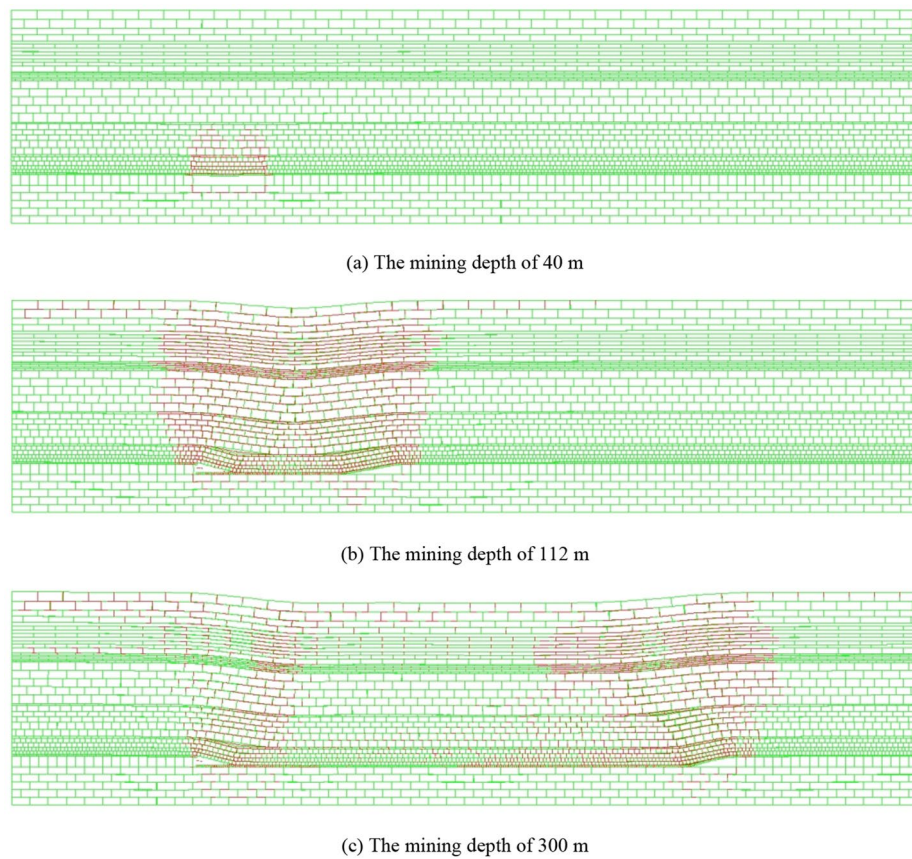 (a) The mining depth of 40 m
(b) The mining depth of 112 m
(c) The mining depth of 300 m